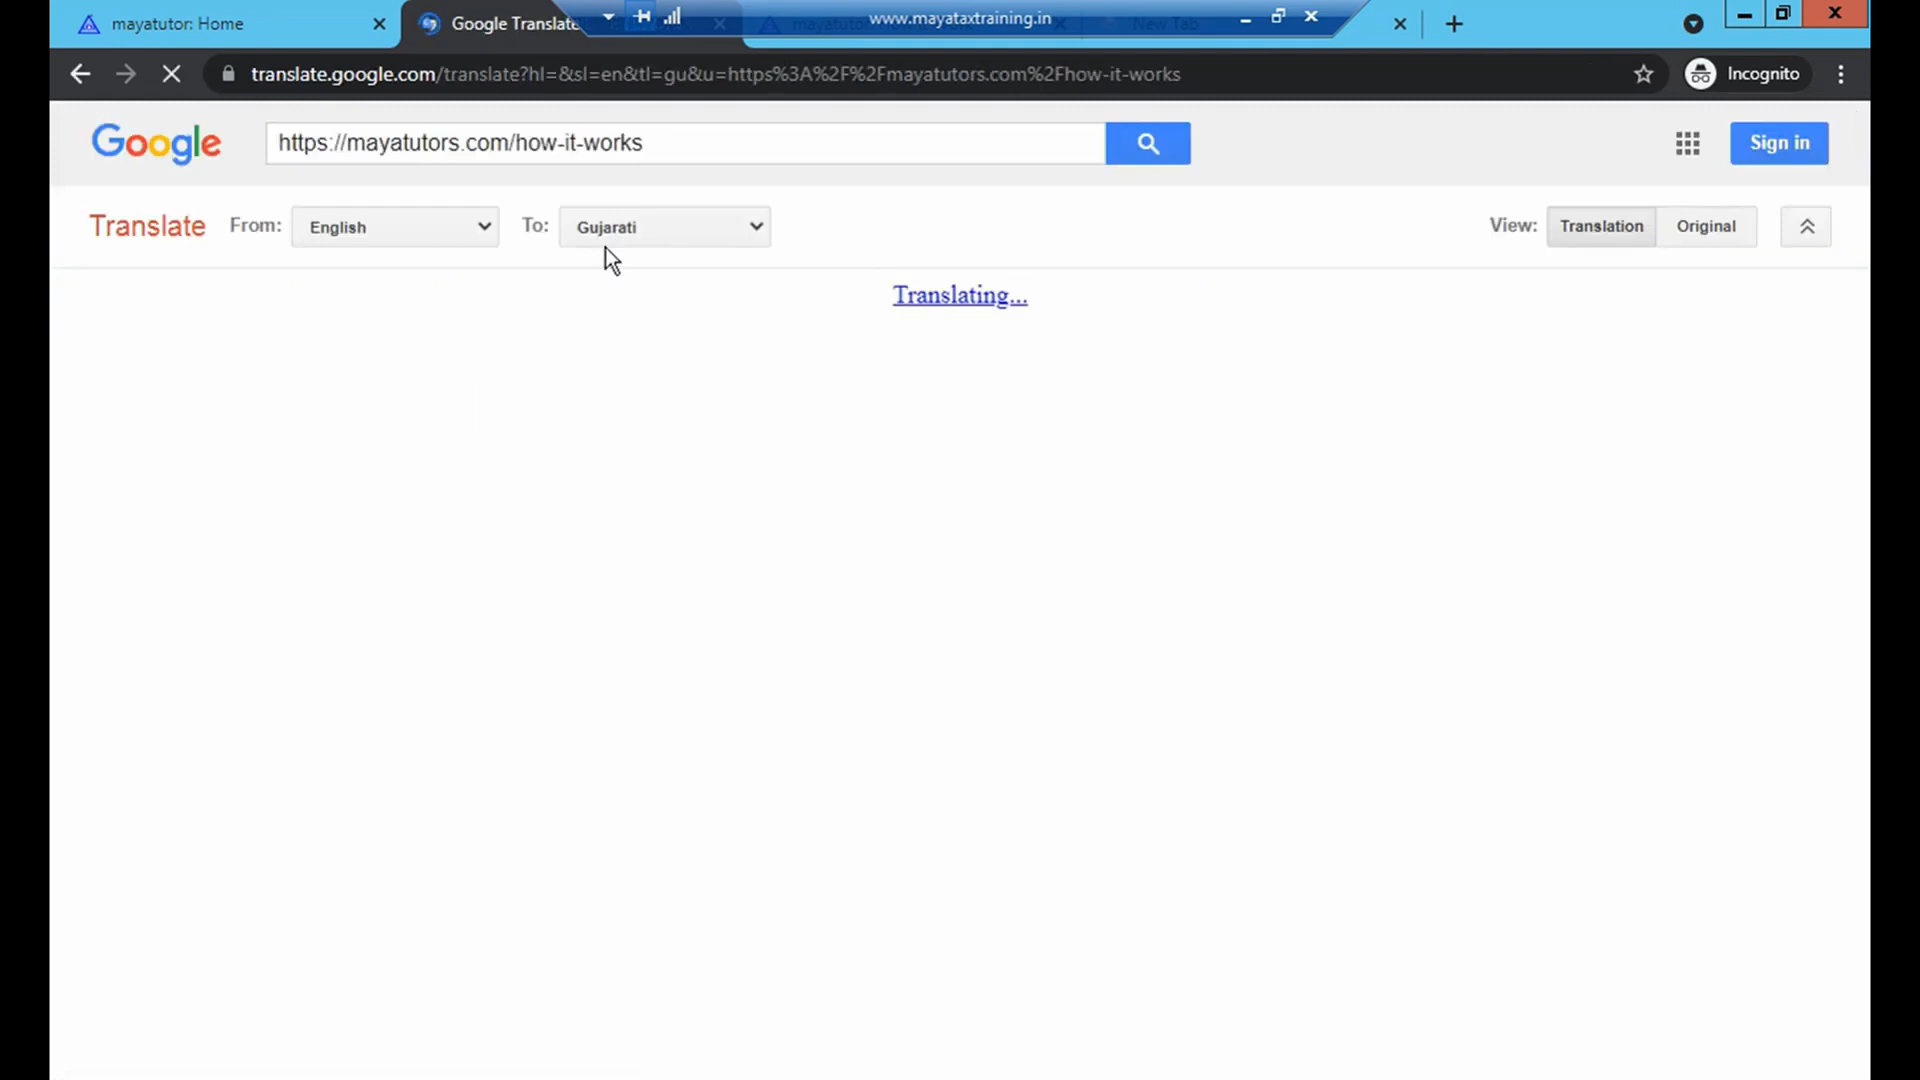 mayatutor: Home
Google Translate
www.mayataxtraining.in
New Tab
translate.google.com/translate?hl=&sl=en&tl=gu&u=https%3A%2F%2Fmayatutors.com%2Fhow-it-works
Incognito
Google
https://mayatutors.com/how-it-works
Sign in
Translate From: English To: Gujarati View: Translation Original
Translating...